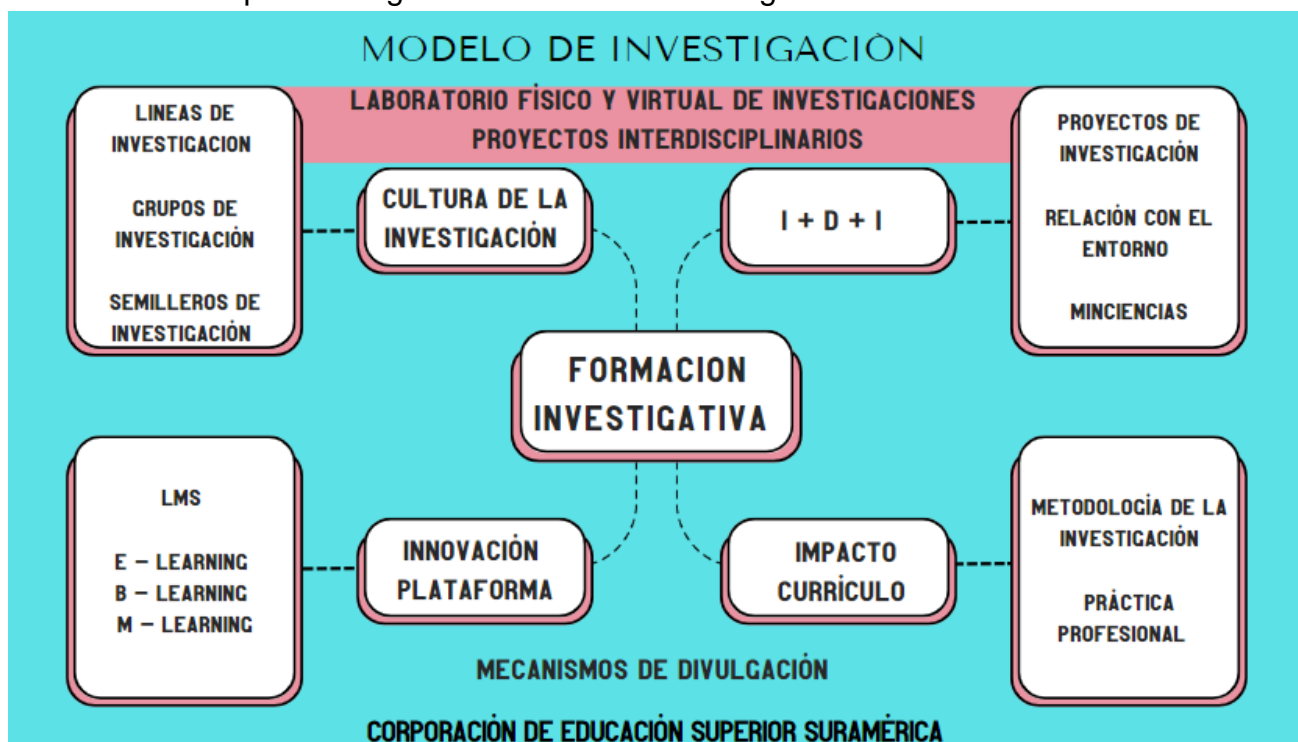 MODELO DE INVESTIGACIÒN
LABORATORIO FÍSICO Y VIRTUAL DE INVESTIGACIONES
PROYECTOS INTERDISCIPLINARIOS
LINEAS DE
INVESTIGACION
GRUPOS DE
INVESTIGACIÓN
SEMILLEROS DE
INVESTIGACIÓN
CULTURA DE LA
INVESTIGACIÓN
I + D + I
PROYECTOS DE
INVESTIGACIÓN
RELACIÓN CON EL
ENTORNO
MINCIENCIAS
FORMACION
INVESTIGATIVA
LMS
E – LEARNING
B – LEARNING
M – LEARNING
INNOVACIÓN
PLATAFORMA
IMPACTO
CURRÍCULO
METODOLOGÍA DE LA
INVESTIGACIÓN
PRÁCTICA
PROFESIONAL
MECANISMOS DE DIVULGACIÓN
CORPORACIÓN DE EDUCACIÓN SUPERIOR SURAMÉRICA